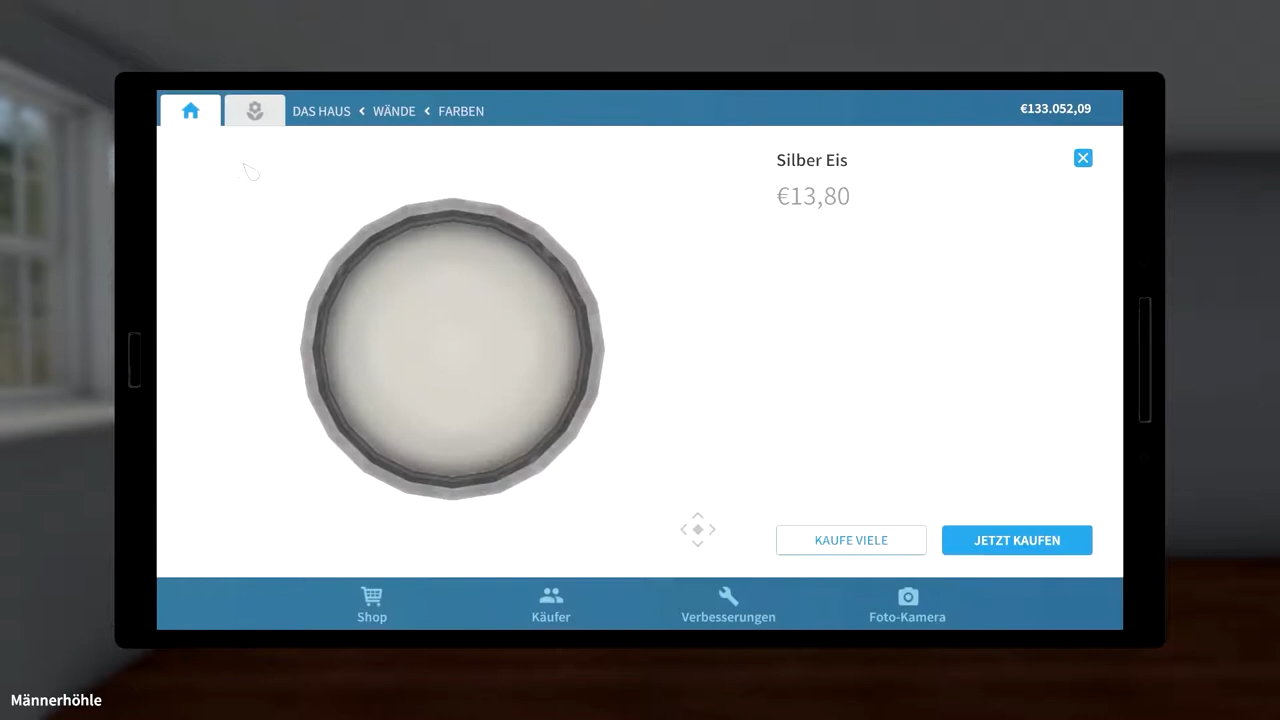 DAS HAUS < WÄNDE < FARBEN
€133.052,09
Silber Eis
€13,80
KAUFE VIELE
JETZT KAUFEN
Shop
Käufer
Verbesserungen
Foto-Kamera
Männerhöhle